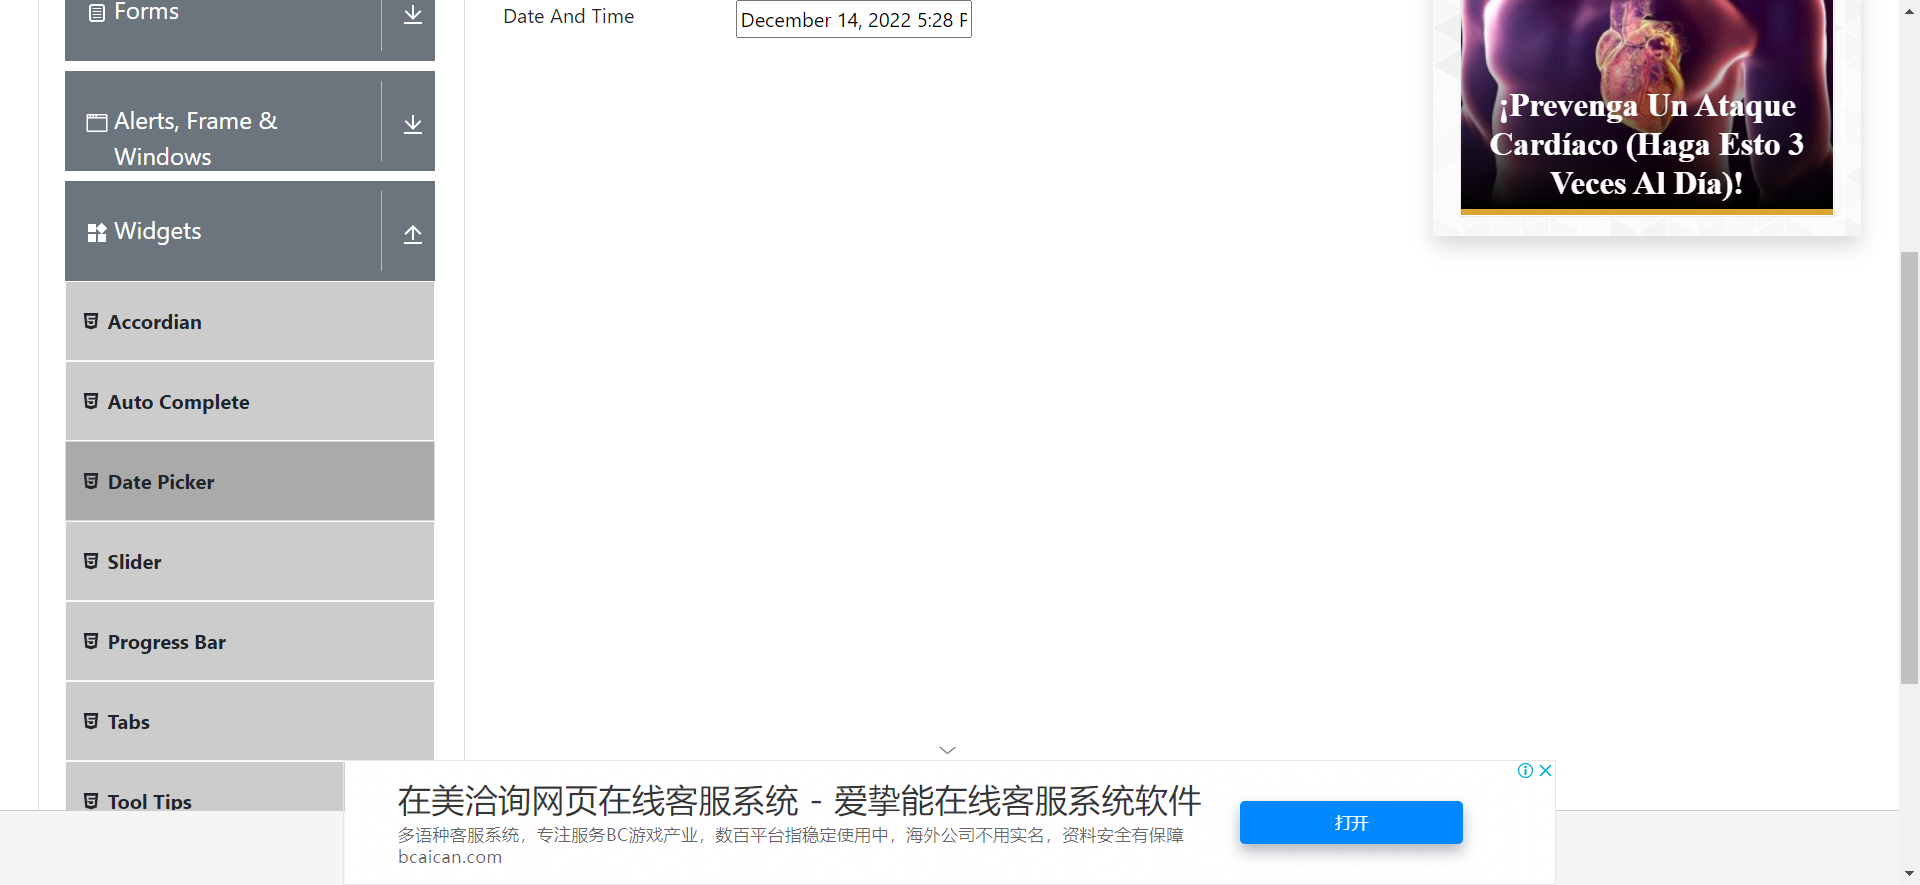 Forms
Alerts, Frame &
Windows
Widgets
Accordian
Auto Complete
Date Picker
Slider
Progress Bar
Tabs
Tool Tips
Date And Time
December 14, 2022 5:28 P
¡Prevenga Un Ataque
Cardíaco (Haga Esto 3
Veces Al Día)!
在美洽询网页在线客服系统 - 爱挚能在线客服系统软件
多语种客服系统，专注服务BC游戏产业，数百平台指稳定使用中，海外公司不用实名，资料安全有保障
bcaican.com
打开